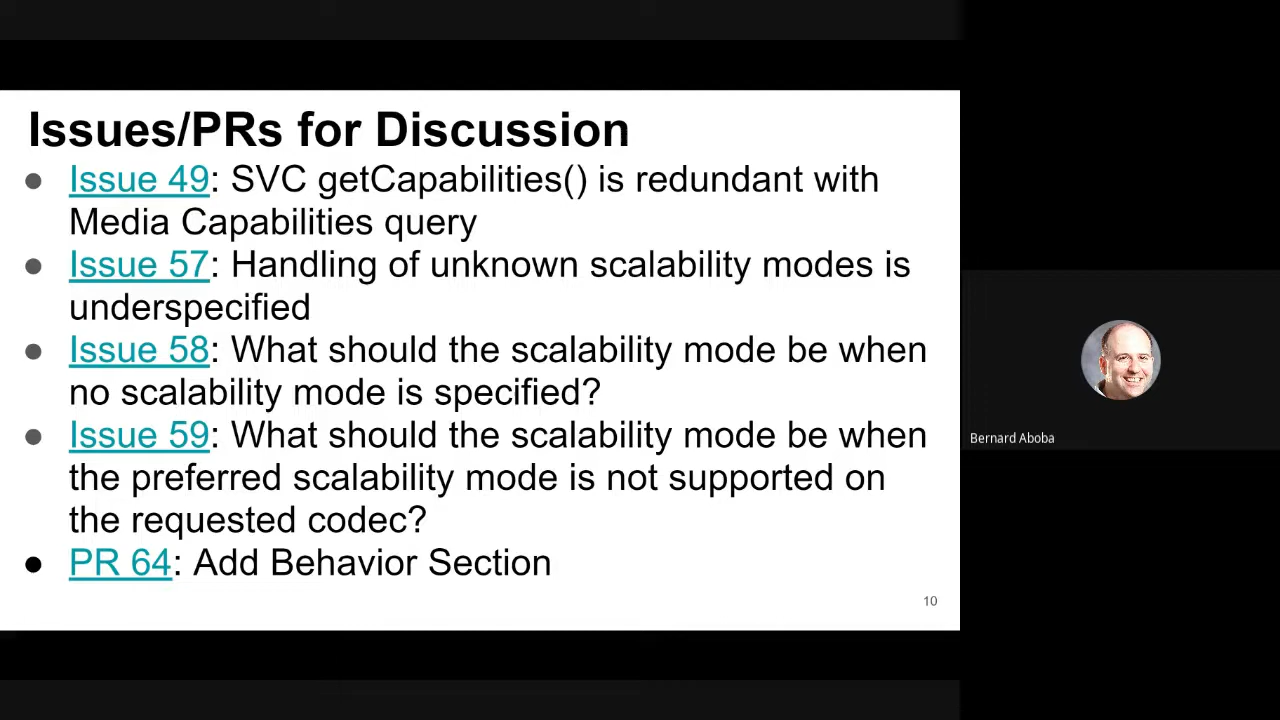 Issues/PRs for Discussion
● Issue 49: SVC getCapabilities() is redundant with
Media Capabilities query
● Issue 57: Handling of unknown scalability modes is
underspecified
● Issue 58: What should the scalability mode be when
no scalability mode is specified?
● Issue 59: What should the scalability mode be when
the preferred scalability mode is not supported on
the requested codec?
● PR 64: Add Behavior Section
10
Bernard Aboba